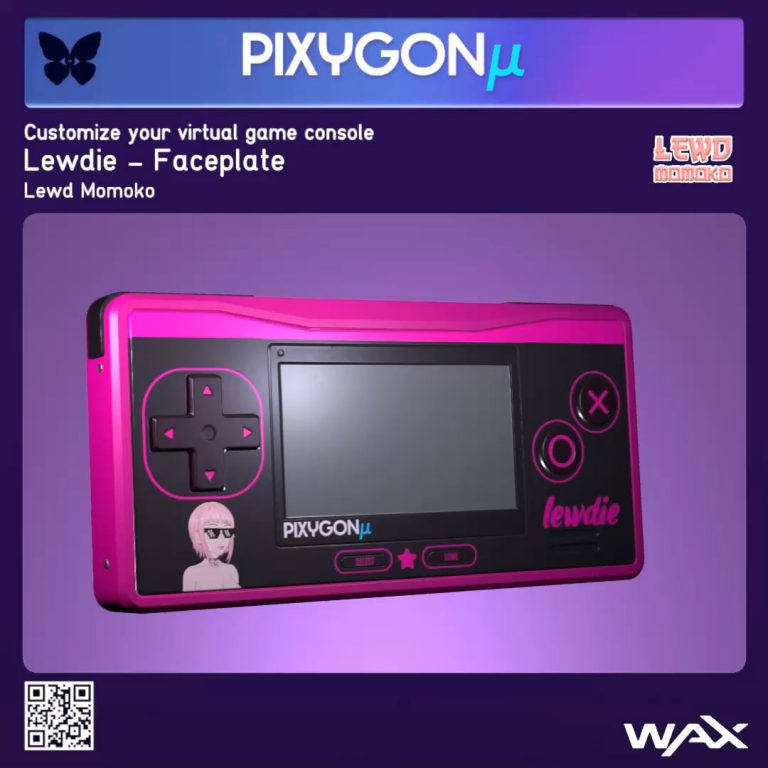 PIXYGONμ
Customize your virtual game console
Lewdie - Faceplate
Lewd Momoko
LEWD
MOMOKO
X
O
lewdie
PIXYGONμ
WAX